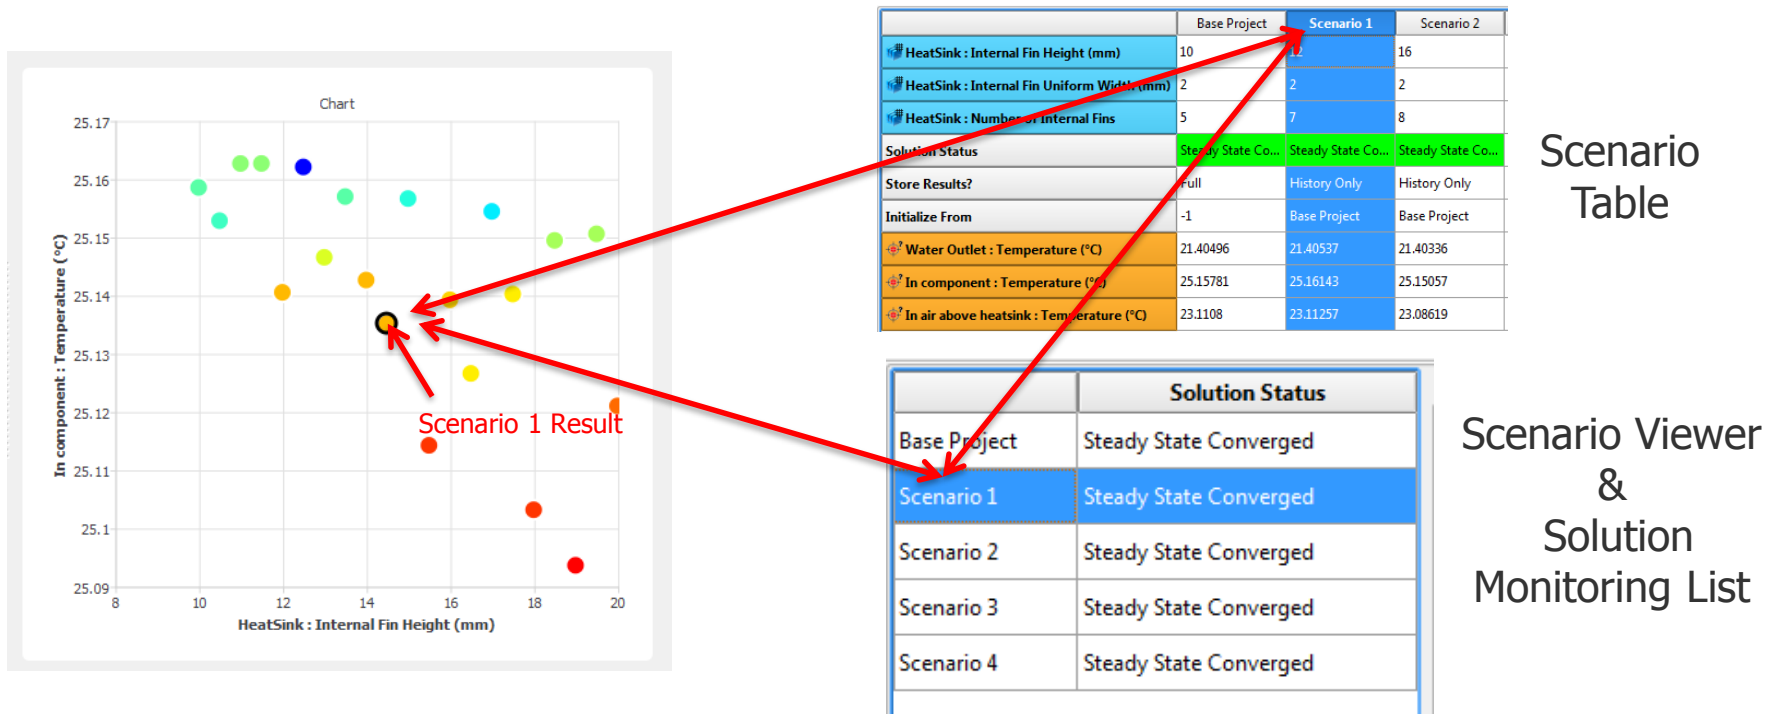 Chart
25.17
25.16
25.15
25.14
25.13
25.12
25.11
25.1
25.09
In component : Temperature (°C)
8 10 12 14 16 18 20
HeatSink : Internal Fin Height (mm)
Scenario 1 Result
Base Project Scenario 1 Scenario 2
HeatSink : Internal Fin Height (mm) 10 12 16
HeatSink : Internal Fin Uniform Width (mm) 2 2 2
HeatSink : Number of Internal Fins 5 7 8
Solution Status Steady State Co... Steady State Co... Steady State Co...
Store Results? Full History Only History Only
Initialize From -1 Base Project Base Project
Water Outlet : Temperature (°C) 21.40496 21.40537 21.40336
In component : Temperature (°C) 25.15781 25.16143 25.15057
In air above heatsink : Temperature (°C) 23.1108 23.11257 23.08619
Scenario
Table
Solution Status
Base Project Steady State Converged
Scenario 1 Steady State Converged
Scenario 2 Steady State Converged
Scenario 3 Steady State Converged
Scenario 4 Steady State Converged
Scenario Viewer
&
Solution
Monitoring List